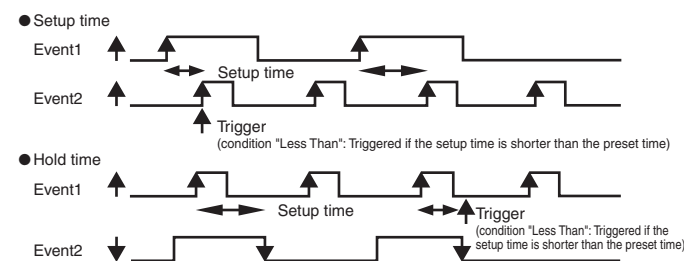 ● Setup time
Event1
Setup time
Event2
Trigger
(condition "Less Than": Triggered if the setup time is shorter than the preset time)
● Hold time
Event1
Setup time
Trigger
(condition "Less Than": Triggered if the
setup time is shorter than the preset time)
Event2